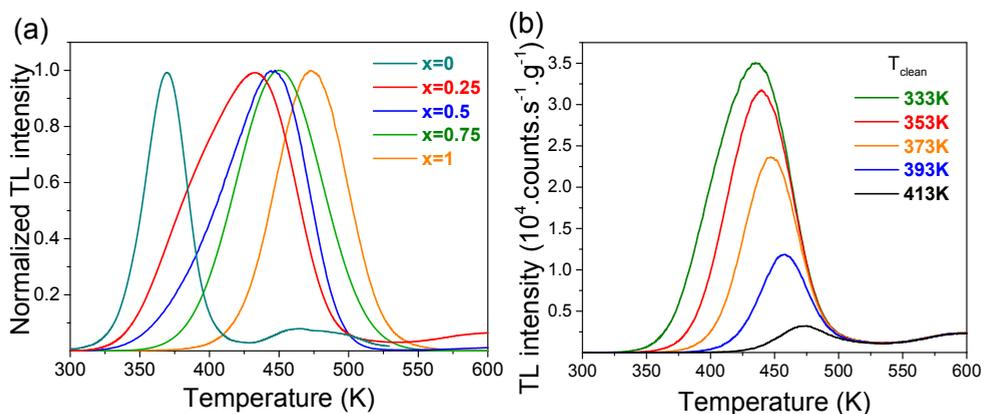 (a)
Normalized TL intensity
1.0
0.8
0.6
0.4
0.2
x=0
x=0.25
x=0.5
x=0.75
x=1
300 350 400 450 500 550 600
Temperature (K)
(b)
TL intensity (10⁴.counts.s⁻¹.g⁻¹)
3.5
3.0
2.5
2.0
1.5
1.0
0.5
T_clean
333K
353K
373K
393K
413K
300 350 400 450 500 550 600
Temperature (K)